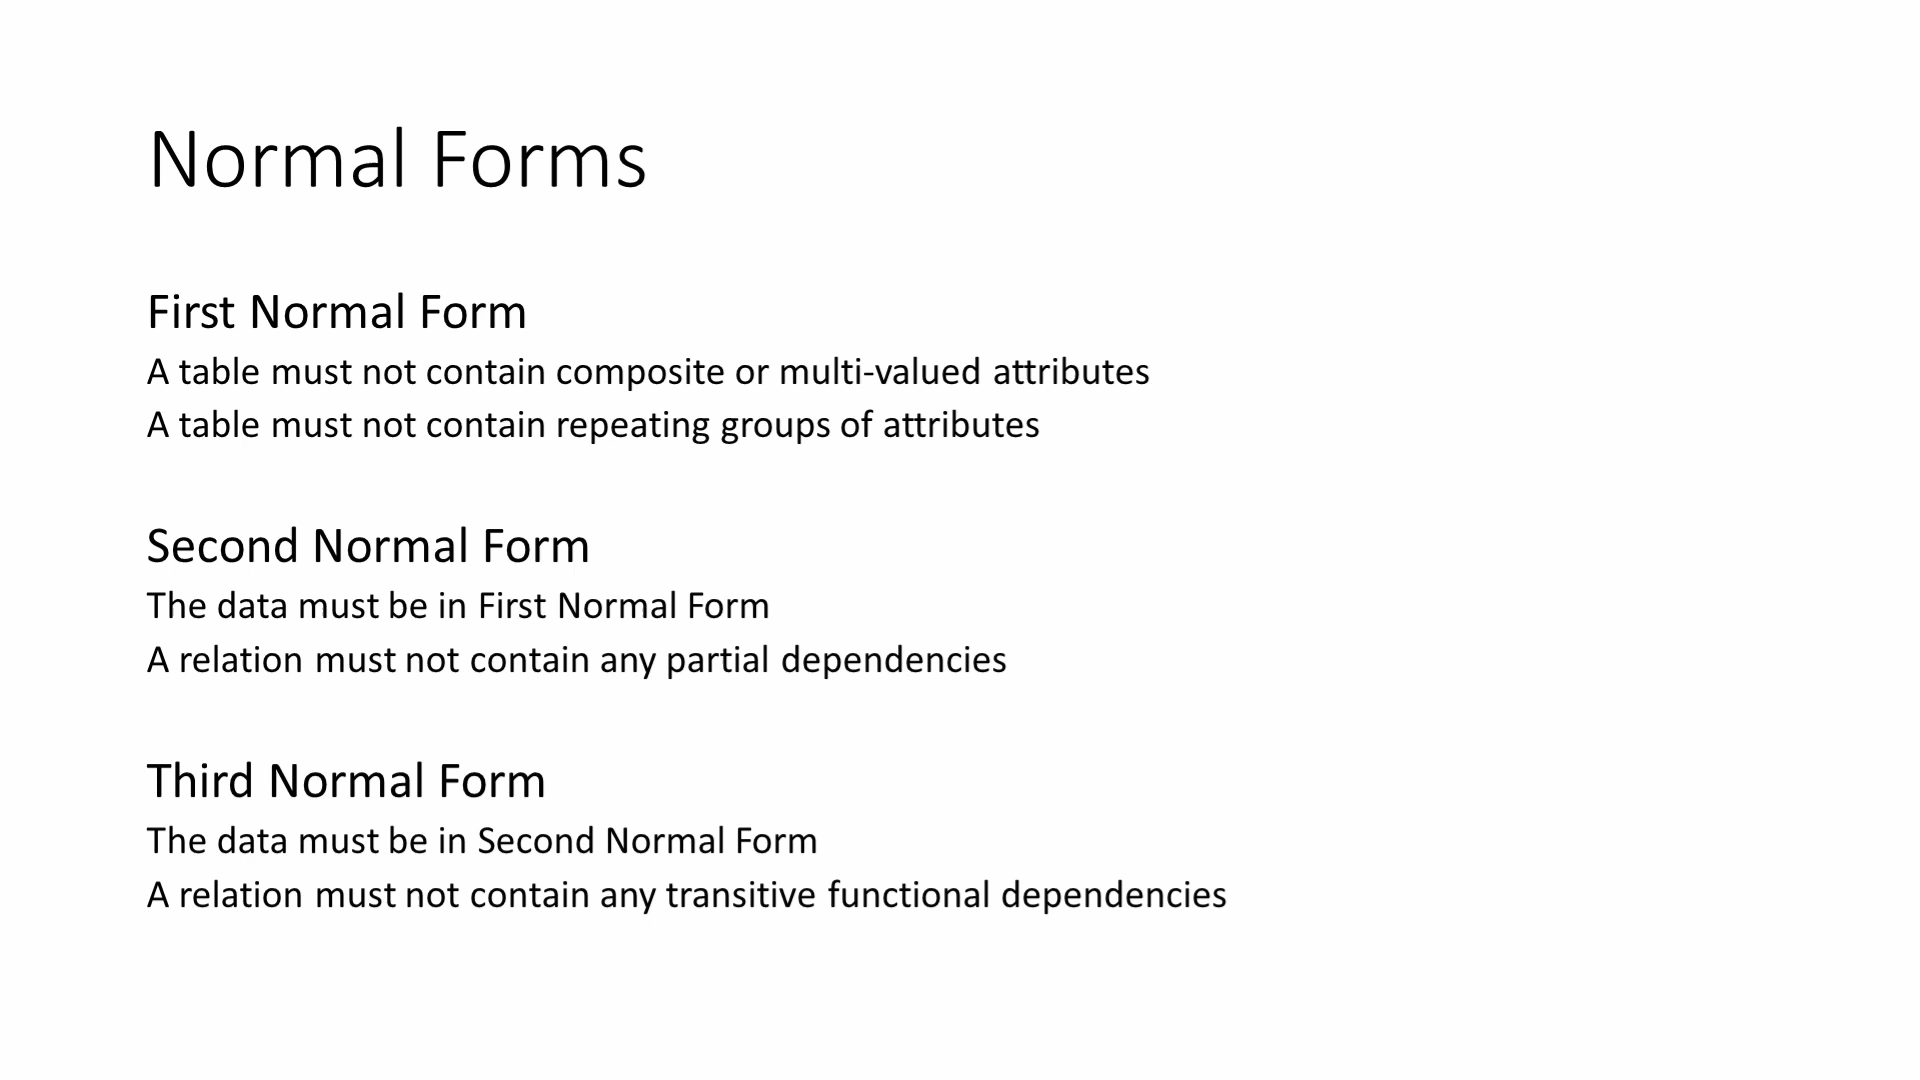 Normal Forms
First Normal Form
A table must not contain composite or multi-valued attributes
A table must not contain repeating groups of attributes
Second Normal Form
The data must be in First Normal Form
A relation must not contain any partial dependencies
Third Normal Form
The data must be in Second Normal Form
A relation must not contain any transitive functional dependencies